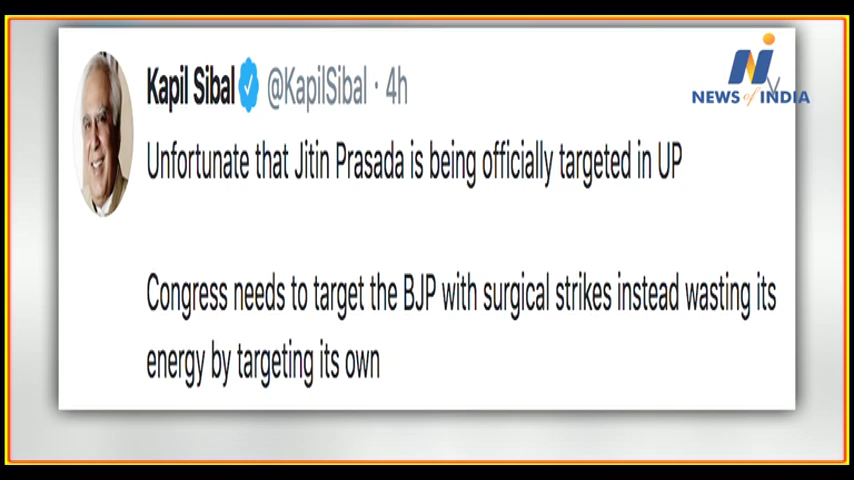 Kapil Sibal @KapilSibal · 4h
NEWS of INDIA
Unfortunate that Jitin Prasada is being officially targeted in UP
Congress needs to target the BJP with surgical strikes instead wasting its
energy by targeting its own